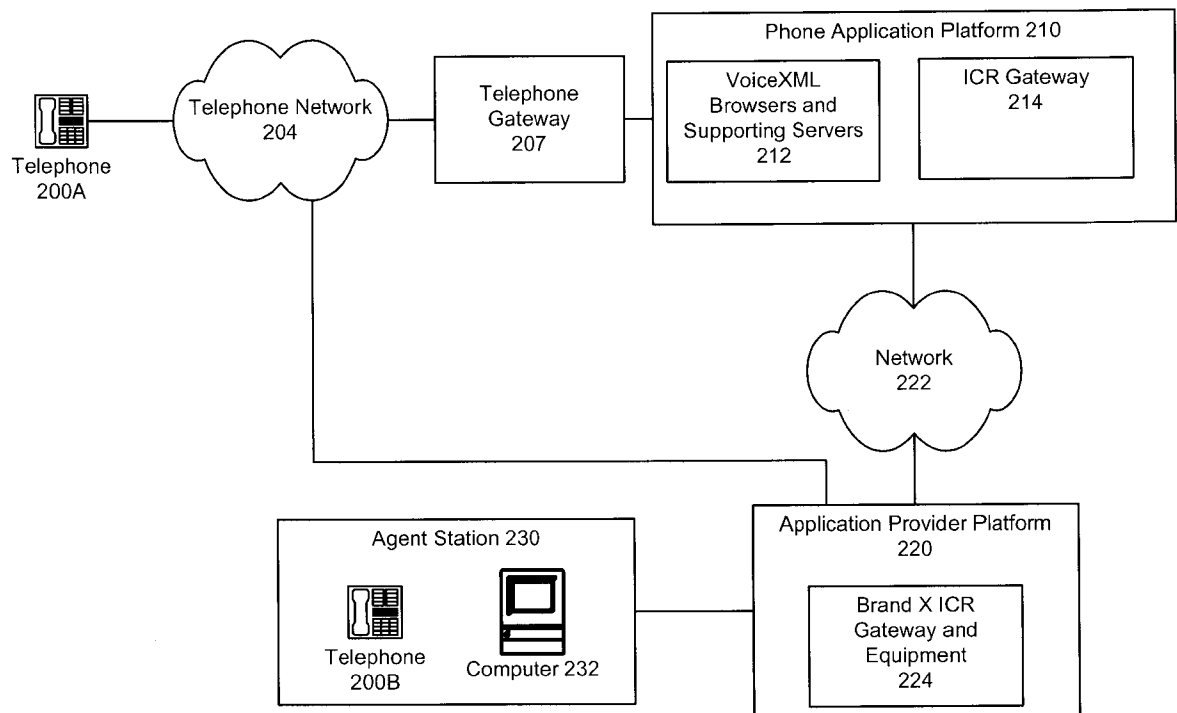 Phone Application Platform 210
VoiceXML
Browsers and
Supporting Servers
212
ICR Gateway
214
Telephone
Gateway
207
Telephone Network
204
Telephone
200A
Network
222
Application Provider Platform
220
Brand X ICR
Gateway and
Equipment
224
Agent Station 230
Telephone
200B
Computer 232